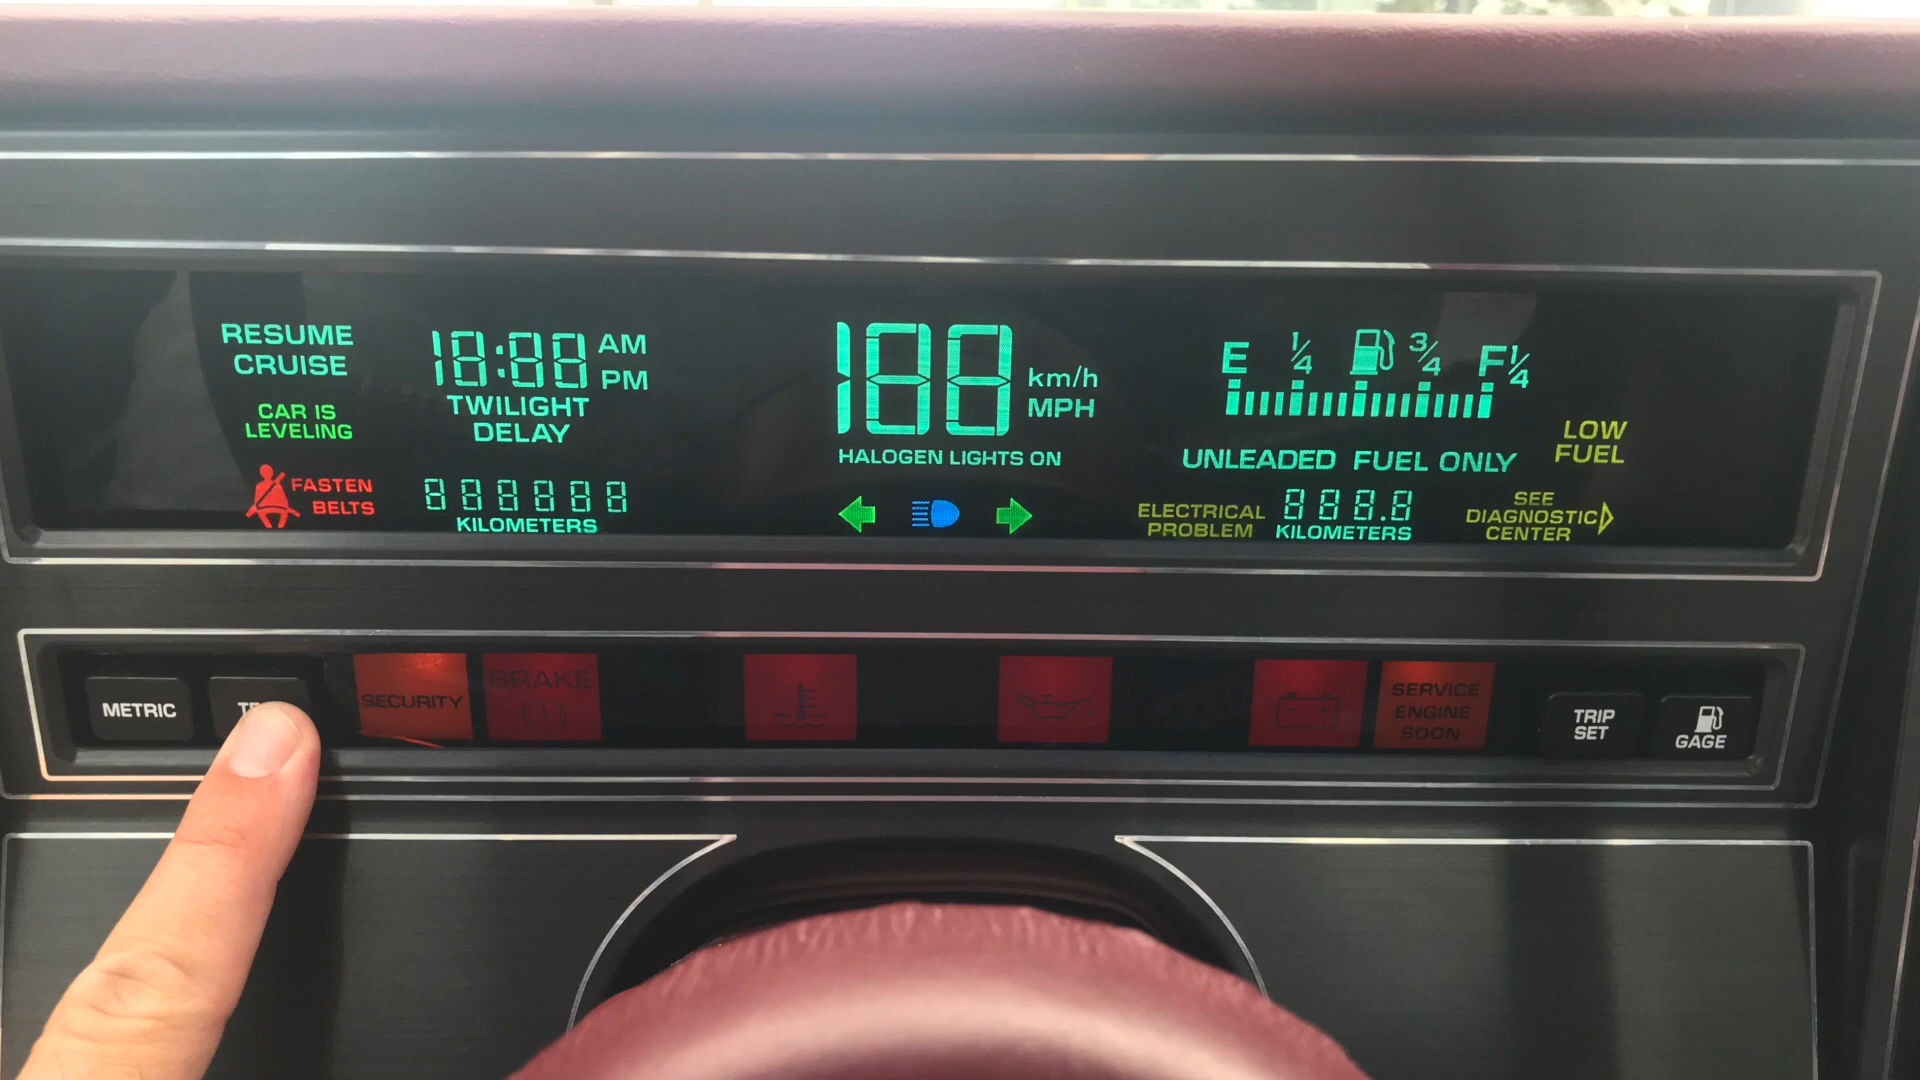 RESUME
CRUISE
CAR IS
LEVELING
FASTEN
BELTS
18:88 AM
PM
TWILIGHT
DELAY
888888
KILOMETERS
188
km/h
MPH
HALOGEN LIGHTS ON
E 1/4 3/4 F 1/4
UNLEADED FUEL ONLY
LOW
FUEL
ELECTRICAL
PROBLEM
888.8
KILOMETERS
SEE
DIAGNOSTIC
CENTER
METRIC
SECURITY
BRAKE
SERVICE
ENGINE
SOON
TRIP
SET
GAGE